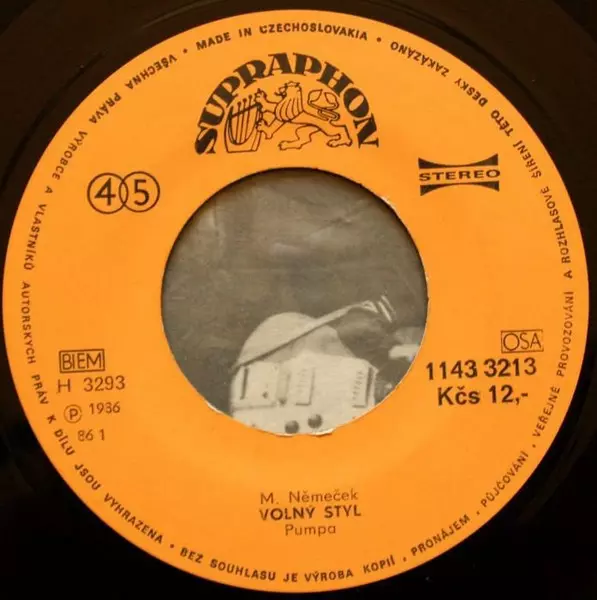 VŠECHNA PRÁVA VÝROBCE A VLASTNÍKŮ AUTORSKÝCH PRÁV K DÍLU JSOU VYHRAZENA • BEZ SOUHLASU JE VÝROBA KOPIÍ, PRONÁJEM, PŮJČOVÁNÍ, VEŘEJNÉ PROVOZOVÁNÍ A ROZHLASOVÉ ŠÍŘENÍ TÉTO DESKY ZAKÁZÁNO • MADE IN CZECHOSLOVAKIA •
SUPRAPHON
45
STEREO
BIEM
H 3293
Ⓟ 1986
86 1
OSA
1143 3213
Kčs 12,-
M. Němeček
VOLNÝ STYL
Pumpa